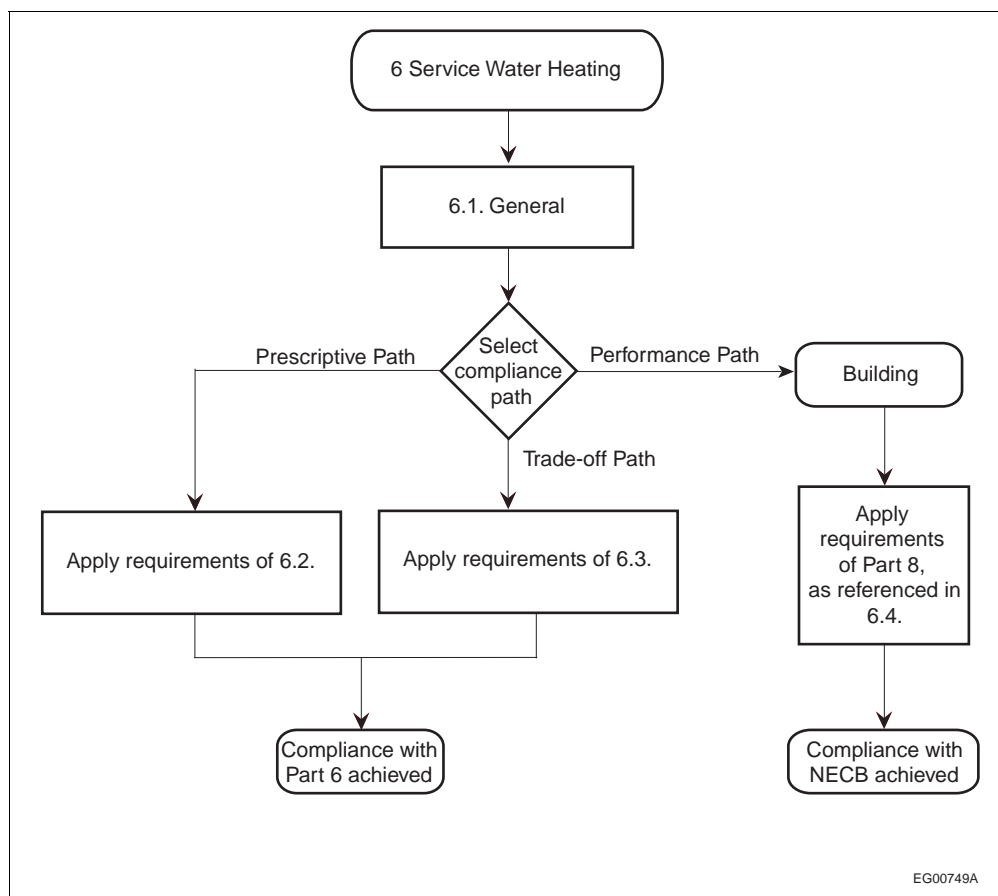 6 Service Water Heating
6.1. General
Select
compliance
path
Prescriptive Path
Performance Path
Trade-off Path
Building
Apply requirements of 6.2.
Apply requirements of 6.3.
Apply
requirements
of Part 8,
as referenced in
6.4.
Compliance with
Part 6 achieved
Compliance with
NECB achieved
EG00749A